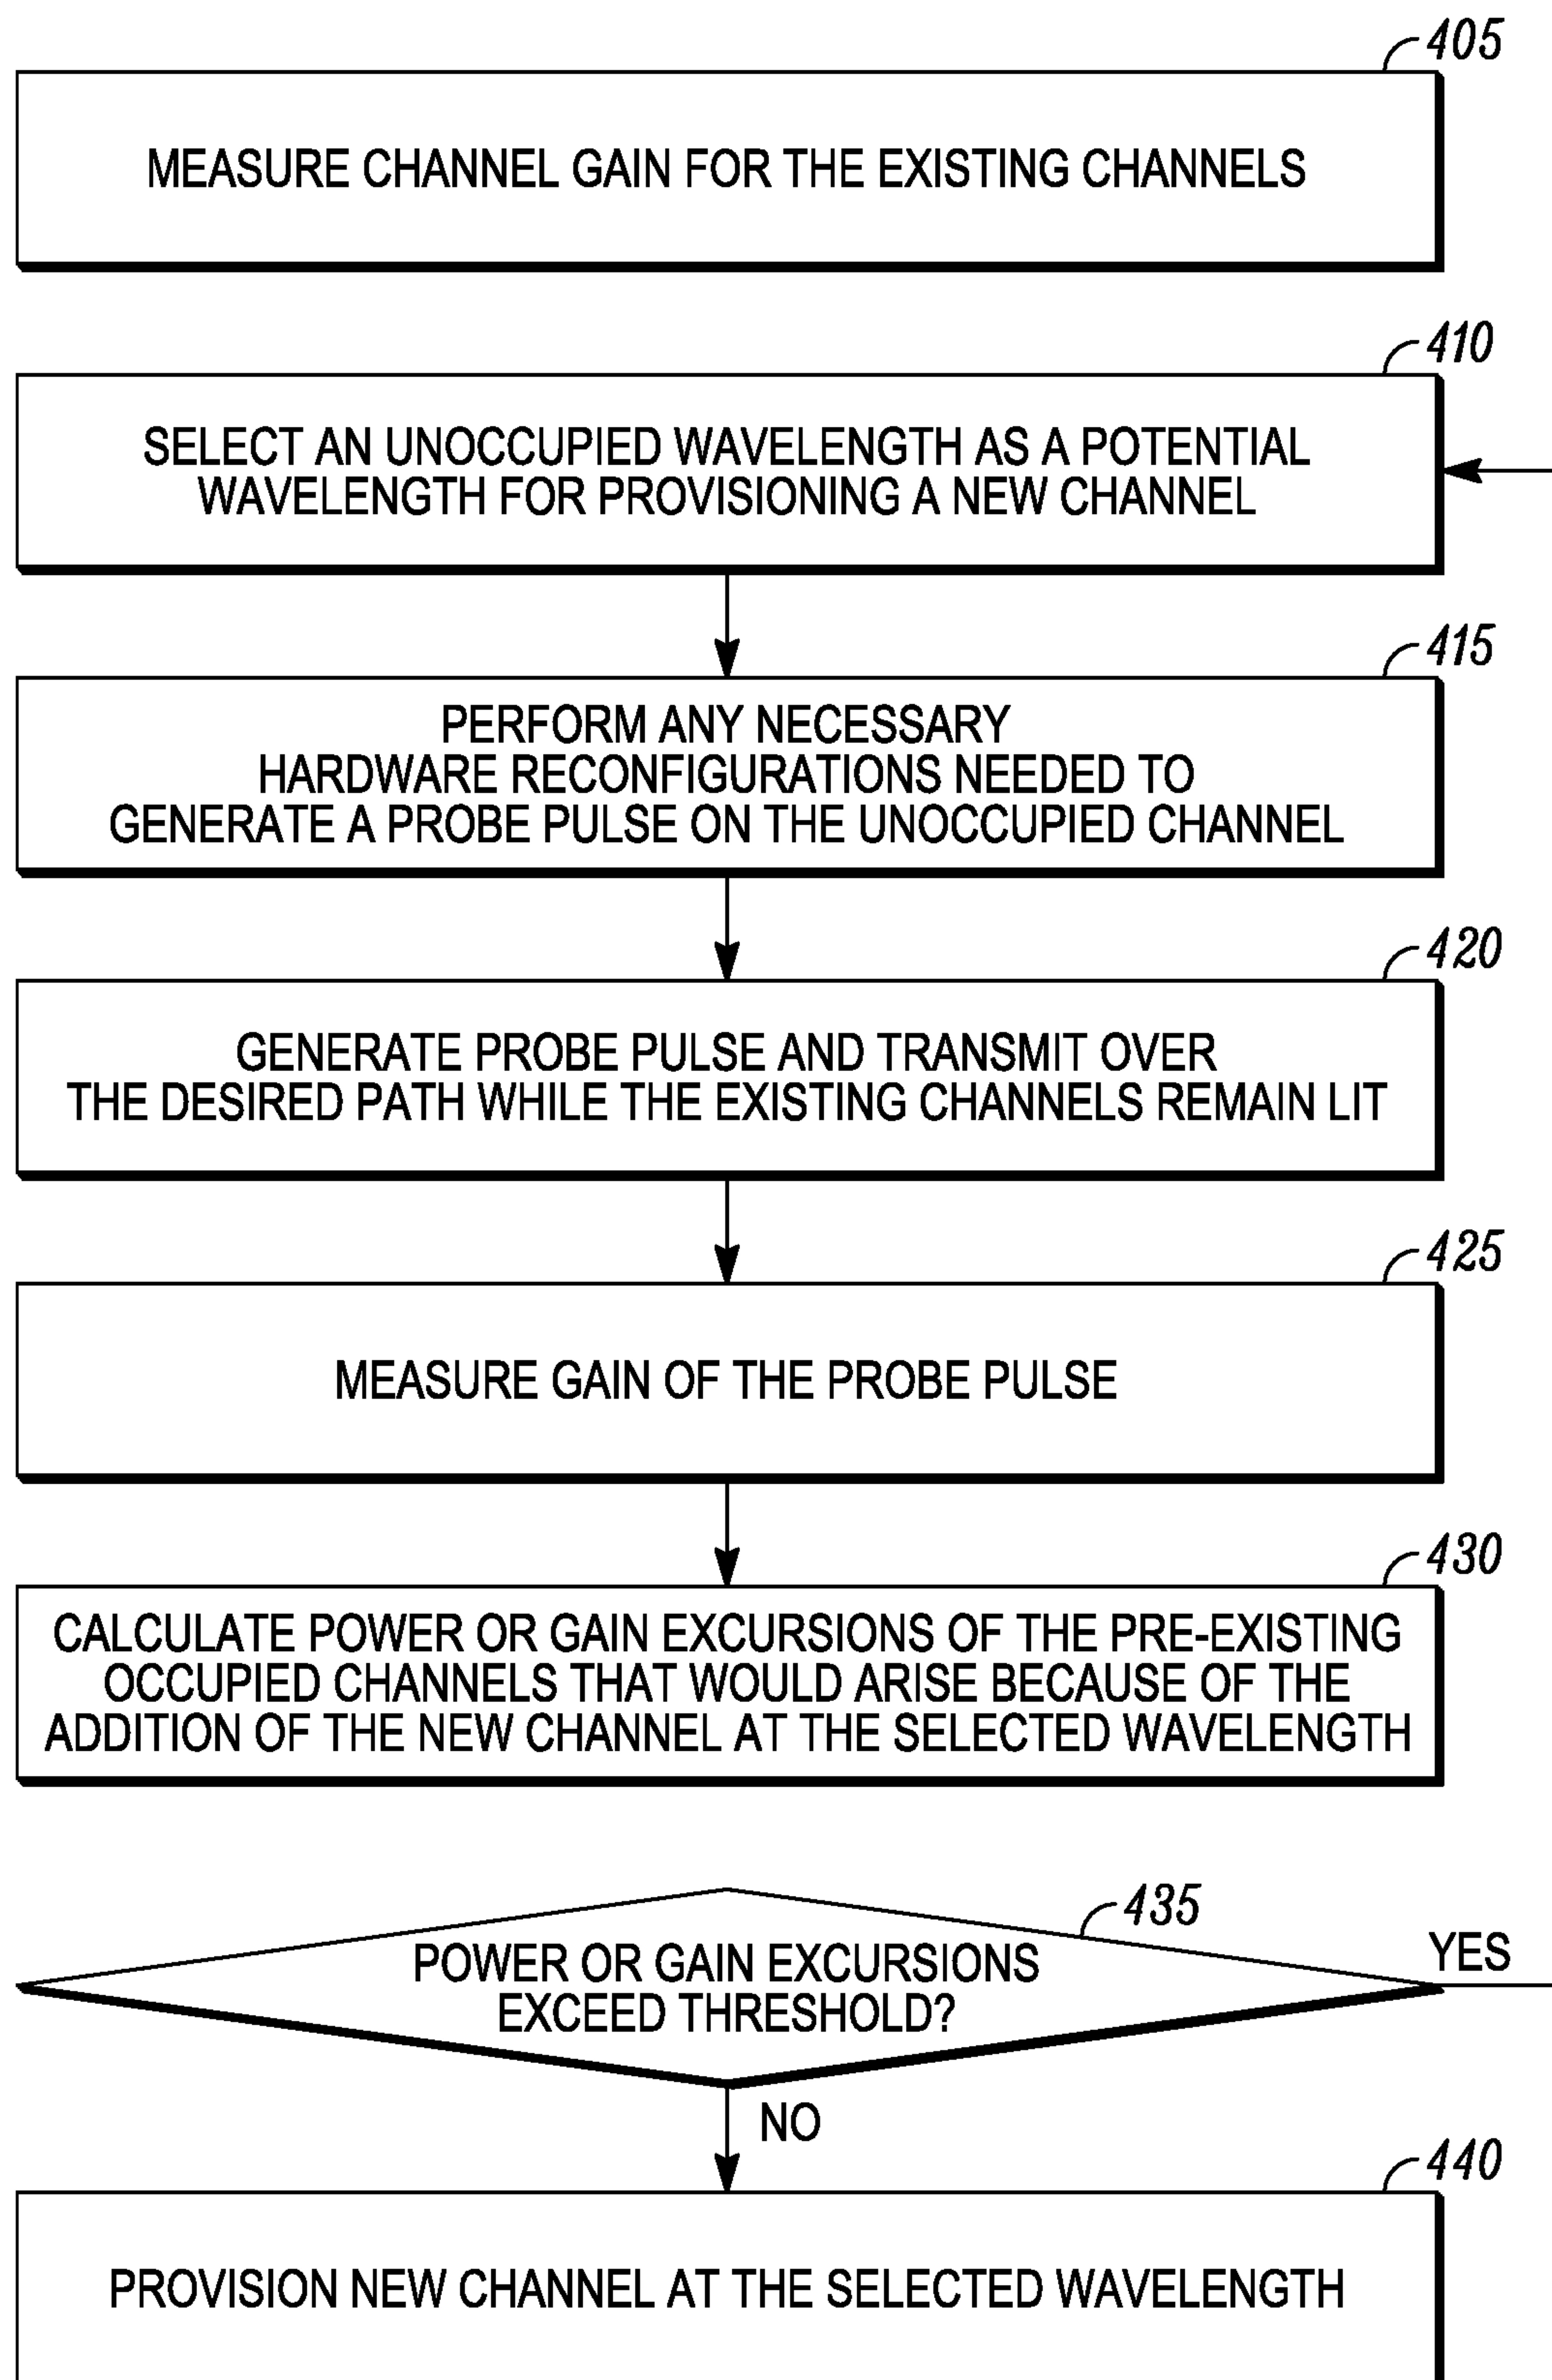 405
MEASURE CHANNEL GAIN FOR THE EXISTING CHANNELS
410
SELECT AN UNOCCUPIED WAVELENGTH AS A POTENTIAL
WAVELENGTH FOR PROVISIONING A NEW CHANNEL
415
PERFORM ANY NECESSARY
HARDWARE RECONFIGURATIONS NEEDED TO
GENERATE A PROBE PULSE ON THE UNOCCUPIED CHANNEL
420
GENERATE PROBE PULSE AND TRANSMIT OVER
THE DESIRED PATH WHILE THE EXISTING CHANNELS REMAIN LIT
425
MEASURE GAIN OF THE PROBE PULSE
430
CALCULATE POWER OR GAIN EXCURSIONS OF THE PRE-EXISTING
OCCUPIED CHANNELS THAT WOULD ARISE BECAUSE OF THE
ADDITION OF THE NEW CHANNEL AT THE SELECTED WAVELENGTH
435
POWER OR GAIN EXCURSIONS
EXCEED THRESHOLD?
YES
NO
440
PROVISION NEW CHANNEL AT THE SELECTED WAVELENGTH